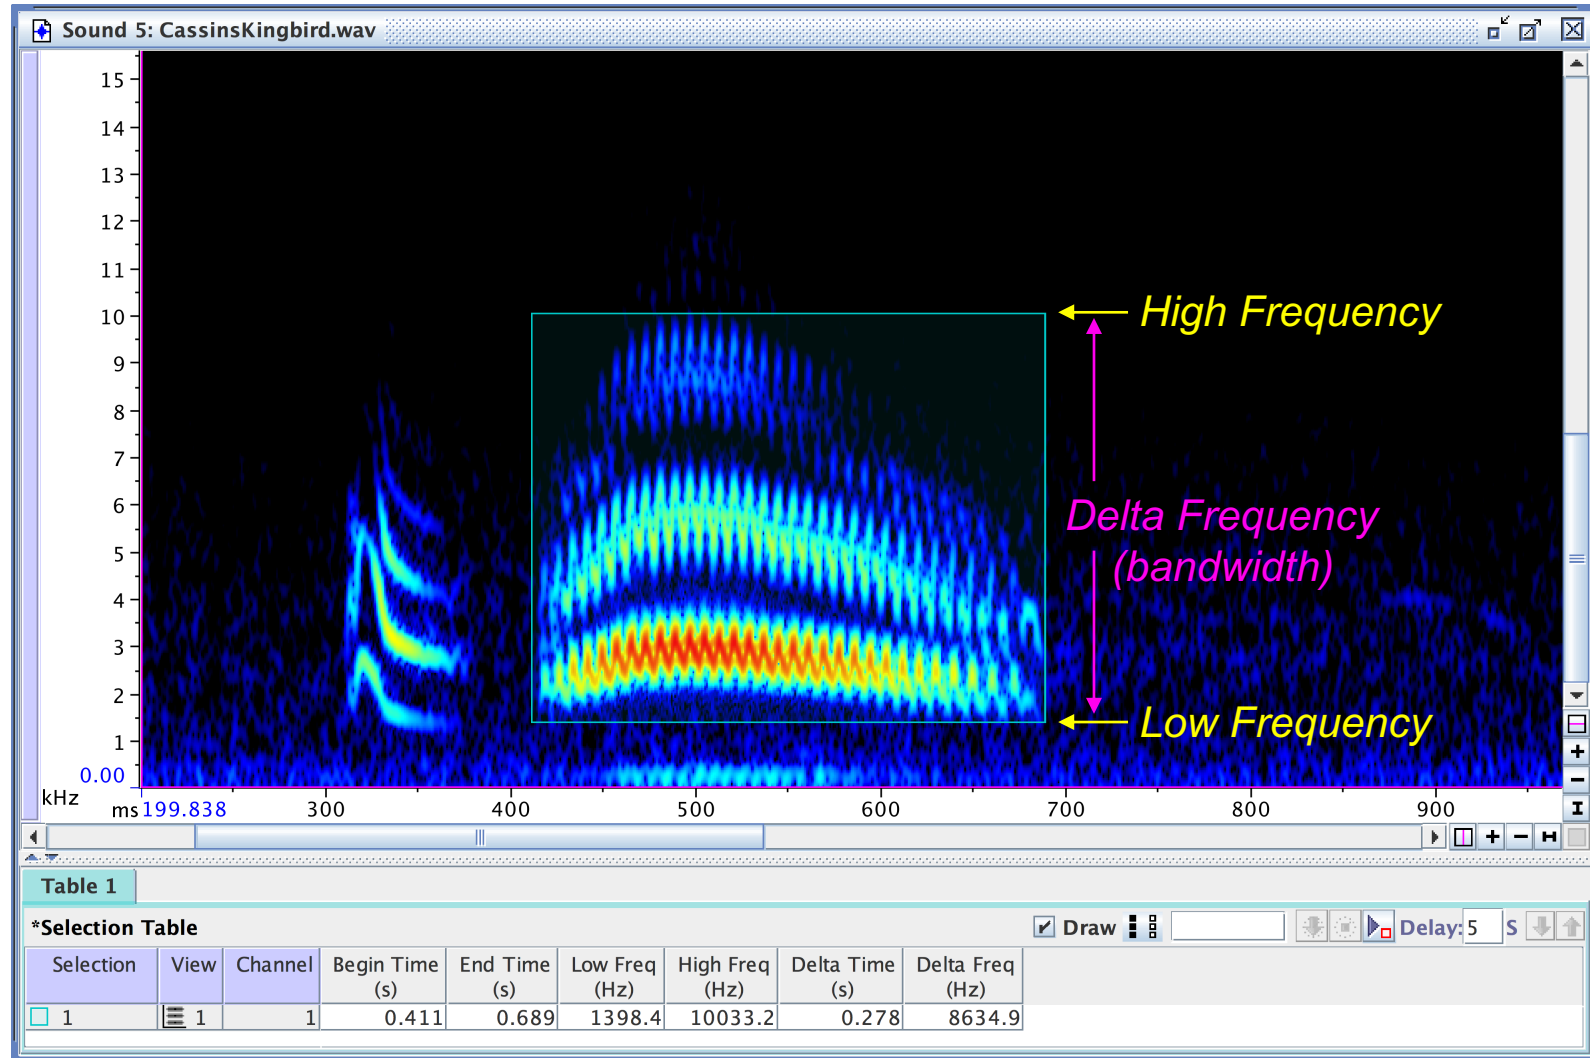 Sound 5: CassinsKingbird.wav
15
14
13
12
11
10
9
8
7
6
5
4
3
2
1
0.00
kHz
High Frequency
Delta Frequency
(bandwidth)
Low Frequency
ms 199.838 300 400 500 600 700 800 900
Table 1
*Selection Table Draw Delay: 5 S
Selection View Channel Begin Time (s) End Time (s) Low Freq (Hz) High Freq (Hz) Delta Time (s) Delta Freq (Hz)
1 1 1 0.411 0.689 1398.4 10033.2 0.278 8634.9